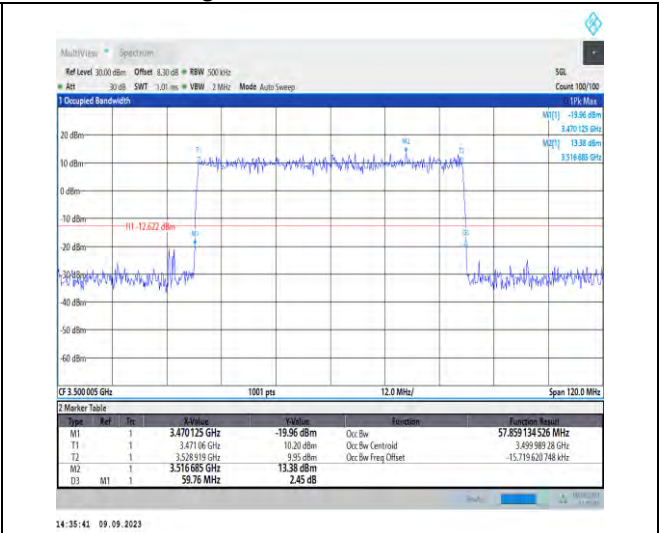 MultiView Spectrum
Ref Level 30.00 dBm Offset 8.30 dB RBW 500 kHz SGL
Att 30 dB SWT 1.01 ms VBW 2 MHz Mode Auto Sweep Count 100/100
1 Occupied Bandwidth 1Pk Max
M1[1] -19.96 dBm
3.470 125 GHz
M2[1] 13.38 dBm
3.516 685 GHz
20 dBm
10 dBm
0 dBm
-10 dBm
H1 -12.622 dBm
-20 dBm
-30 dBm
-40 dBm
-50 dBm
-60 dBm
T1
M2
T2
M1
D3
CF 3.500 005 GHz 1001 pts 12.0 MHz/ Span 120.0 MHz
2 Marker Table
Type Ref Trc X-Value Y-Value Function Function Result
M1 1 3.470 125 GHz -19.96 dBm Occ Bw 57.859 134 526 MHz
T1 1 3.471 06 GHz 10.20 dBm Occ Bw Centroid 3.499 989 28 GHz
T2 1 3.528 919 GHz 9.95 dBm Occ Bw Freq Offset -15.719 620 748 kHz
M2 1 3.516 685 GHz 13.38 dBm
D3 M1 1 59.76 MHz 2.45 dB
14:35:41 09.09.2023